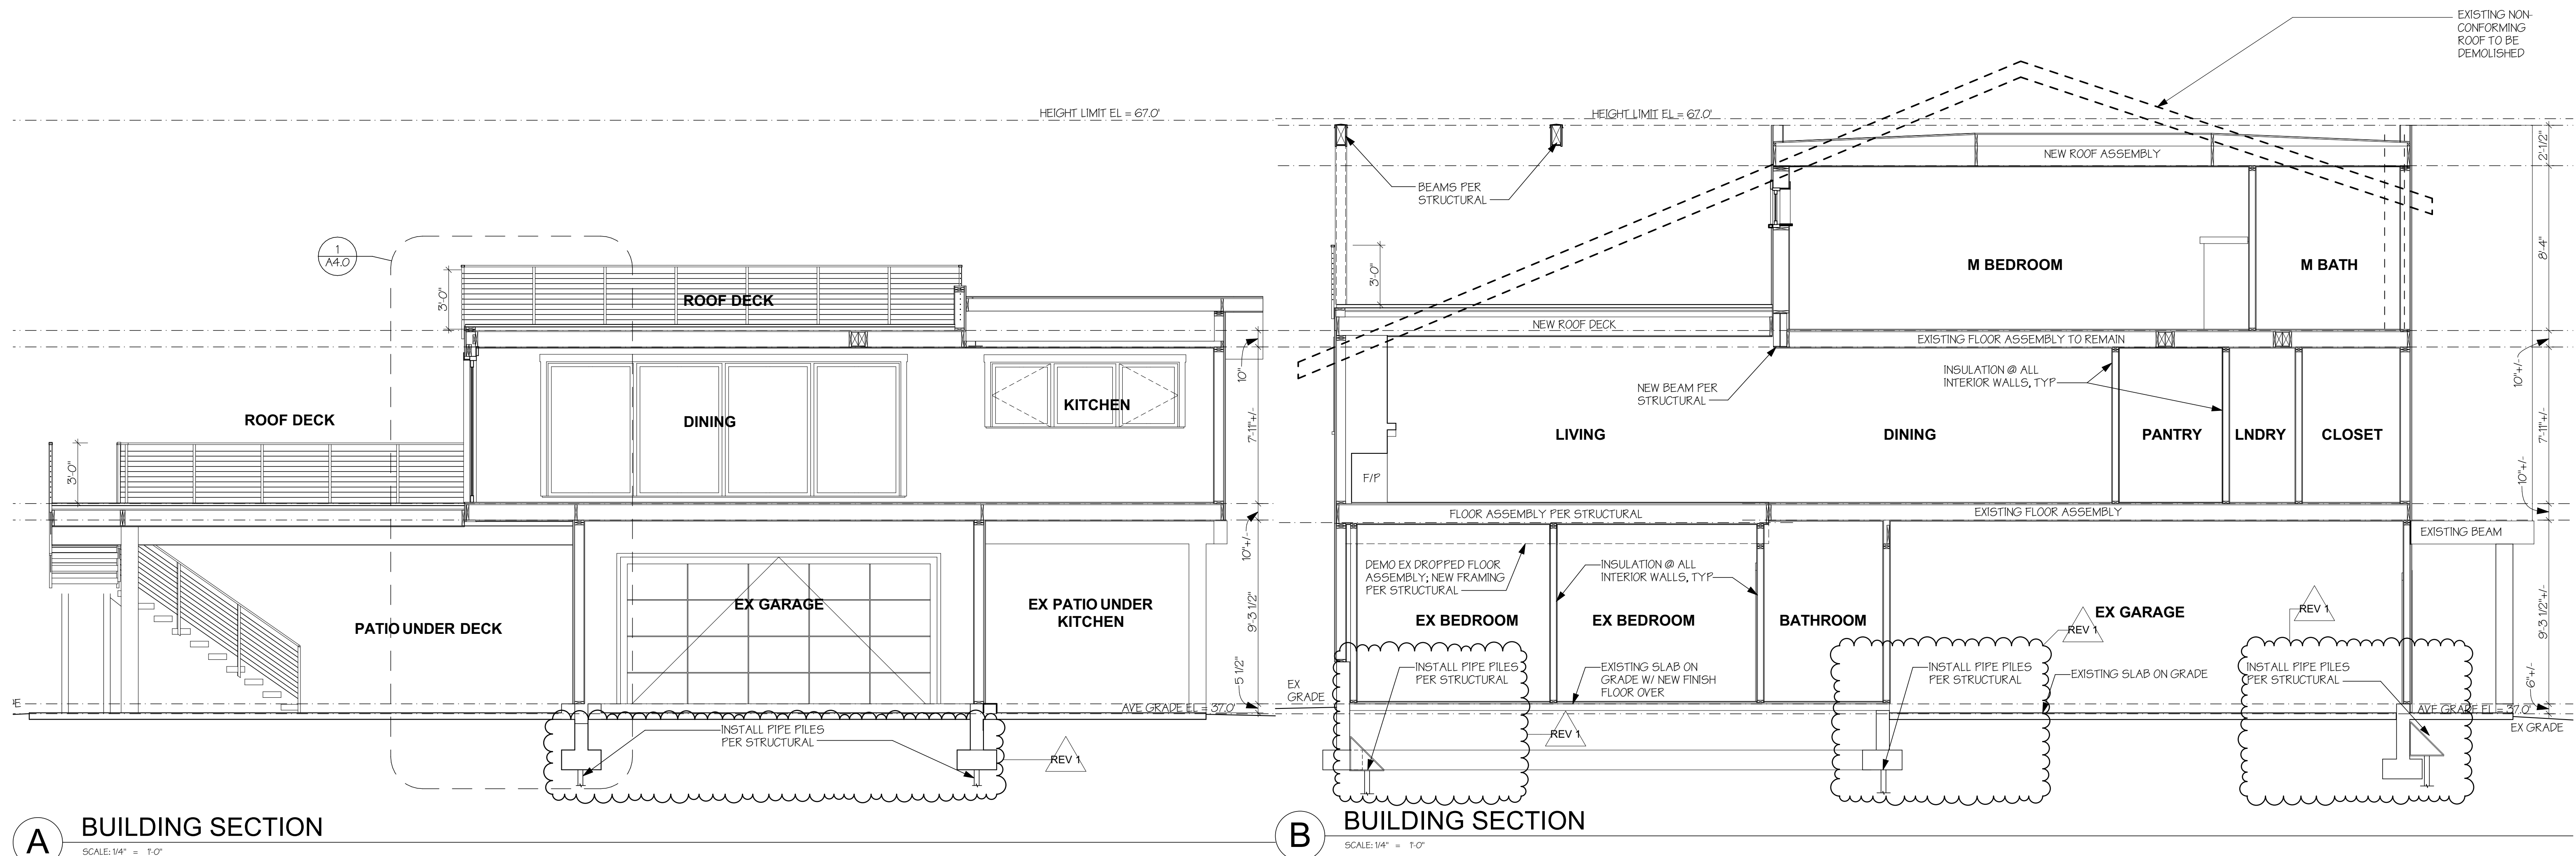 EXISTING NON-
CONFORMING
ROOF TO BE
DEMOLISHED
HEIGHT LIMIT EL = 67.0'
1
A4.0
3'-0"
ROOF DECK
ROOF DECK
3'-0"
DINING
KITCHEN
10"
7'-11"+/-
10"+/-
9'-3 1/2"
5 1/2"
PATIO UNDER DECK
EX GARAGE
EX PATIO UNDER
KITCHEN
AVE GRADE EL = 37.0'
INSTALL PIPE PILES
PER STRUCTURAL
REV 1
A
BUILDING SECTION
SCALE: 1/4" = 1'-0"
HEIGHT LIMIT EL = 67.0'
BEAMS PER
STRUCTURAL
NEW ROOF ASSEMBLY
2'-1/2"
3'-0"
M BEDROOM
M BATH
8'-4"
NEW ROOF DECK
EXISTING FLOOR ASSEMBLY TO REMAIN
10"+/-
NEW BEAM PER
STRUCTURAL
INSULATION @ ALL
INTERIOR WALLS, TYP
LIVING
DINING
PANTRY
LNDRY
CLOSET
7'-11"+/-
F/P
10"+/-
FLOOR ASSEMBLY PER STRUCTURAL
EXISTING FLOOR ASSEMBLY
EXISTING BEAM
DEMO EX DROPPED FLOOR
ASSEMBLY; NEW FRAMING
PER STRUCTURAL
INSULATION @ ALL
INTERIOR WALLS, TYP
EX BEDROOM
EX BEDROOM
BATHROOM
EX GARAGE
REV 1
REV 1
9'-3 1/2"+/-
INSTALL PIPE PILES
PER STRUCTURAL
EXISTING SLAB ON
GRADE W/ NEW FINISH
FLOOR OVER
INSTALL PIPE PILES
PER STRUCTURAL
EXISTING SLAB ON GRADE
INSTALL PIPE PILES
PER STRUCTURAL
6"+/-
EX
GRADE
AVE GRADE EL = 37.0'
EX GRADE
REV 1
B
BUILDING SECTION
SCALE: 1/4" = 1'-0"